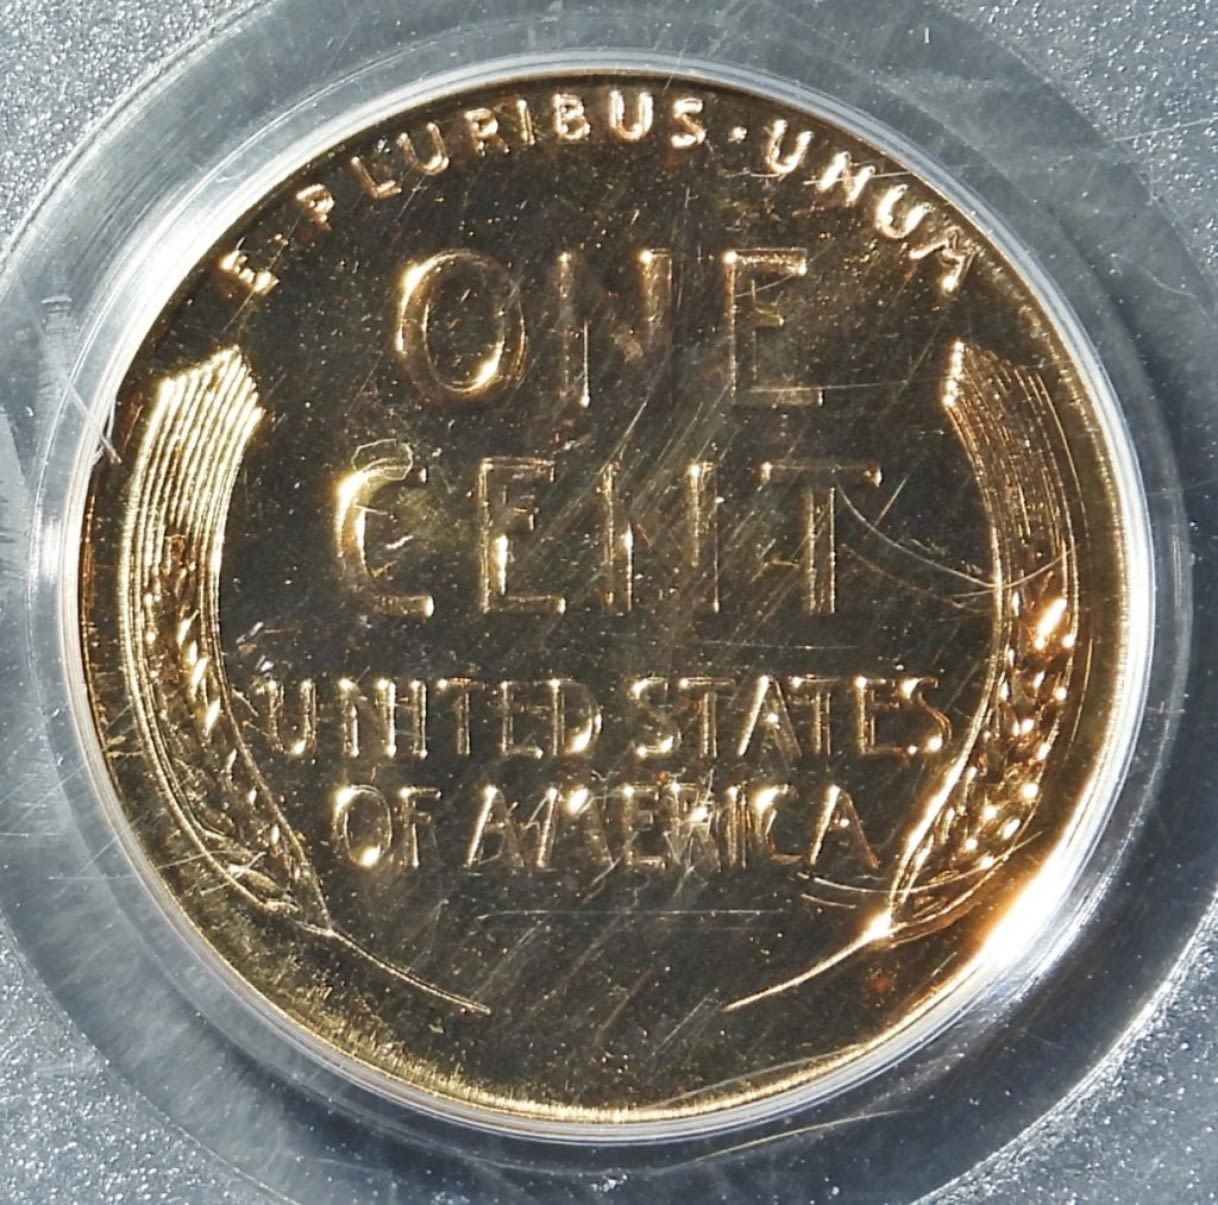 E·PLURIBUS·UNUM
ONE
CENT
UNITED STATES
OF AMERICA